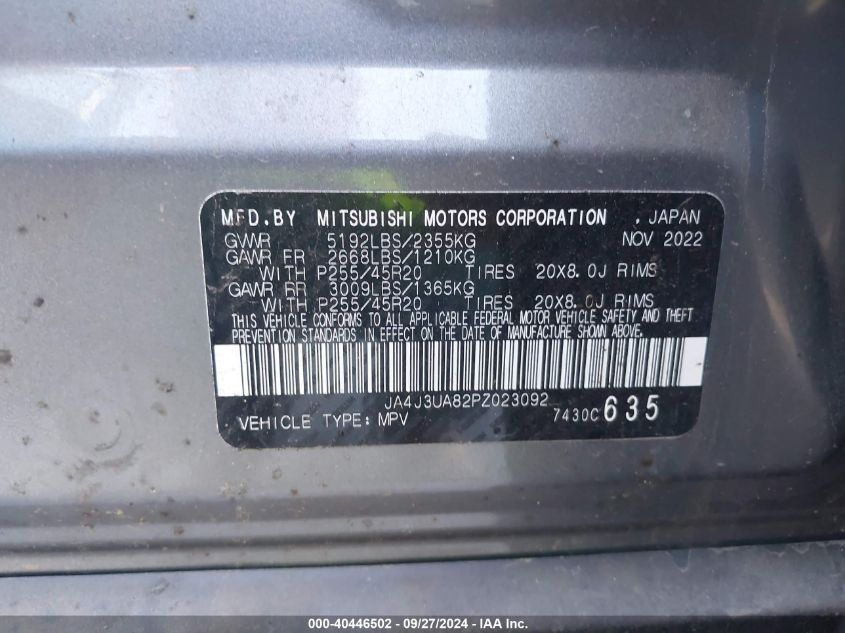 MFD.BY MITSUBISHI MOTORS CORPORATION , JAPAN
GVWR 5192LBS/2355KG NOV 2022
GAWR FR 2668LBS/1210KG
WITH P255/45R20 TIRES 20X8.0J RIMS
GAWR RR 3009LBS/1365KG
WITH P255/45R20 TIRES 20X8.0J RIMS
THIS VEHICLE CONFORMS TO ALL APPLICABLE FEDERAL MOTOR VEHICLE SAFETY AND THEFT
PREVENTION STANDARDS IN EFFECT ON THE DATE OF MANUFACTURE SHOWN ABOVE.
JA4J3UA82PZ023092
VEHICLE TYPE: MPV 7430C 635
000-40446502 - 09/27/2024 - IAA Inc.